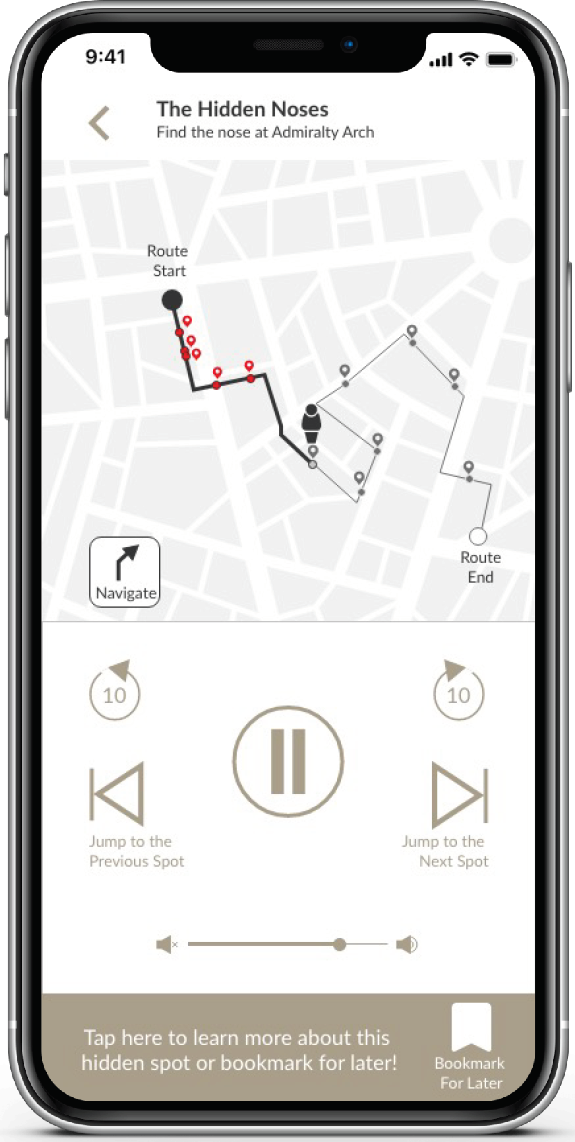 9:41
The Hidden Noses
Find the nose at Admiralty Arch
Route
Start
Route
End
Navigate
10
10
Jump to the
Previous Spot
Jump to the
Next Spot
Tap here to learn more about this
hidden spot or bookmark for later!
Bookmark
For Later